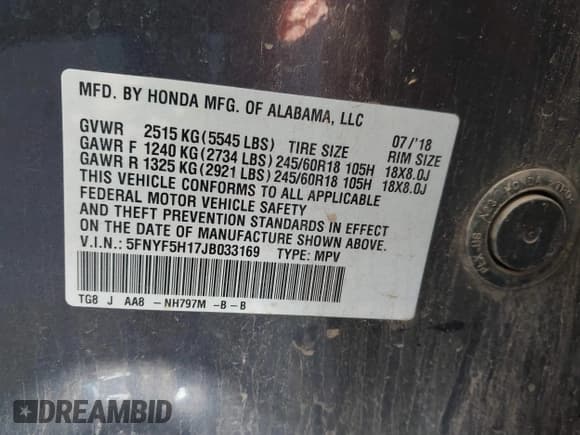 MFD. BY HONDA MFG. OF ALABAMA, LLC
07/'18
GVWR 2515 KG(5545 LBS) TIRE SIZE RIM SIZE
GAWR F 1240 KG(2734 LBS)245/60R18 105H 18X8.0J
GAWR R 1325 KG(2921 LBS)245/60R18 105H 18X8.0J
THIS VEHICLE CONFORMS TO ALL APPLICABLE
FEDERAL MOTOR VEHICLE SAFETY
AND THEFT PREVENTION STANDARDS IN EFFECT
ON THE DATE OF MANUFACTURE SHOWN ABOVE.
V.I.N.: 5FNYF5H17JB033169 TYPE: MPV
TG8 J AA8 - NH797M -B - B
DREAMBID